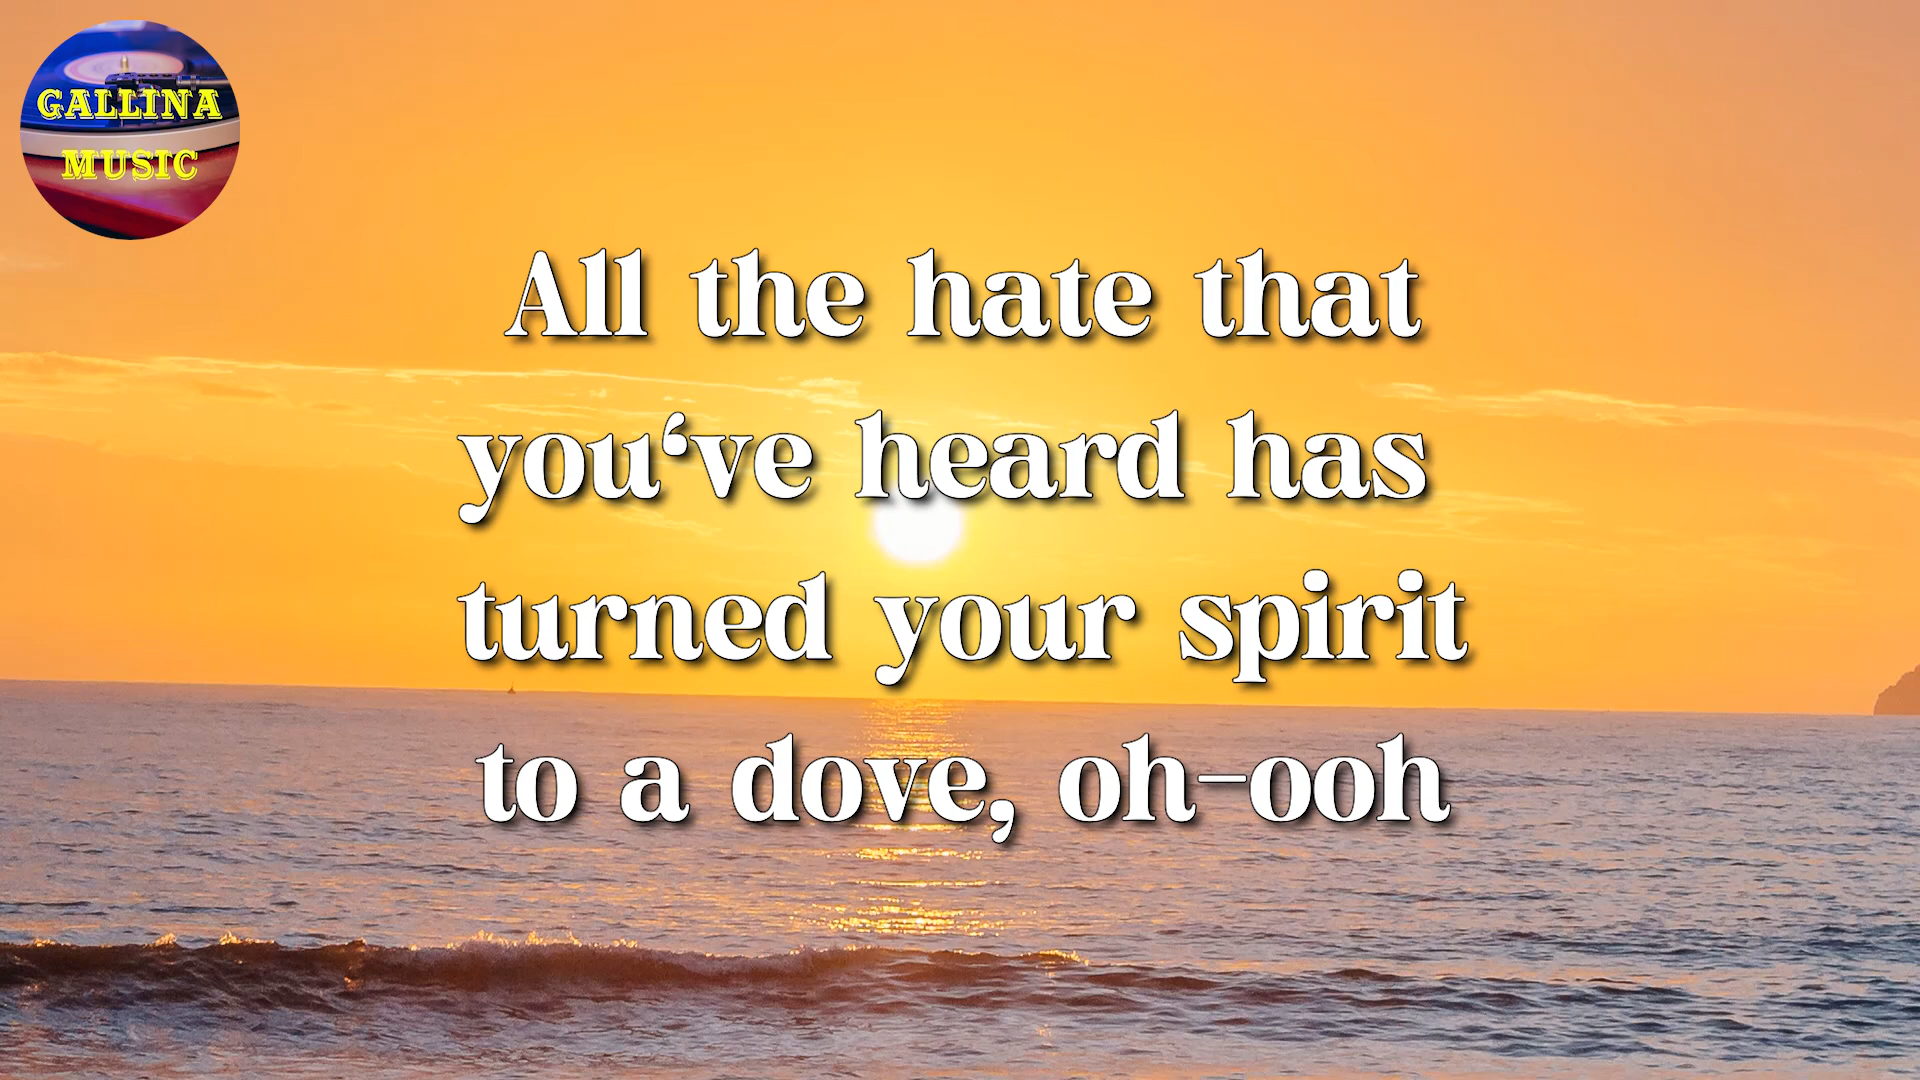 GALLINA
MUSIC
All the hate that
you‘ve heard has
turned your spirit
to a dove, oh-ooh